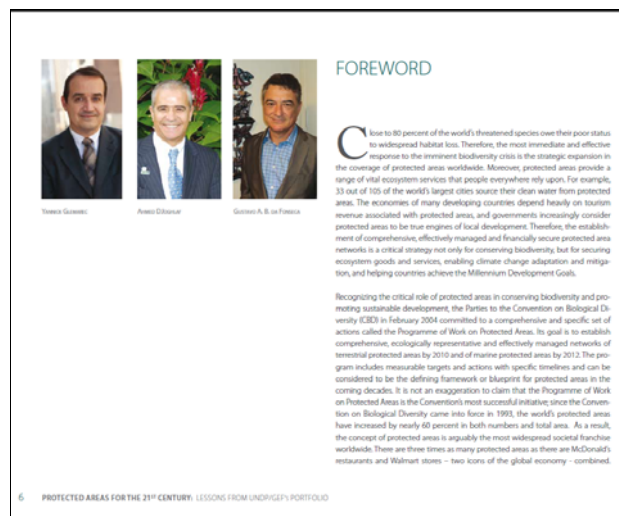 FOREWORD
YANNICK GLEMAREC
AHMED DJOGHLAF
GUSTAVO A. B. DA FONSECA
Close to 80 percent of the world's threatened species owe their poor status
to widespread habitat loss. Therefore, the most immediate and effective
response to the imminent biodiversity crisis is the strategic expansion in
the coverage of protected areas worldwide. Moreover, protected areas provide a
range of vital ecosystem services that people everywhere rely upon. For example,
33 out of 105 of the world's largest cities source their clean water from protected
areas. The economies of many developing countries depend heavily on tourism
revenue associated with protected areas, and governments increasingly consider
protected areas to be true engines of local development. Therefore, the establish-
ment of comprehensive, effectively managed and financially secure protected area
networks is a critical strategy not only for conserving biodiversity, but for securing
ecosystem goods and services, enabling climate change adaptation and mitiga-
tion, and helping countries achieve the Millennium Development Goals.
Recognizing the critical role of protected areas in conserving biodiversity and pro-
moting sustainable development, the Parties to the Convention on Biological Di-
versity (CBD) in February 2004 committed to a comprehensive and specific set of
actions called the Programme of Work on Protected Areas. Its goal is to establish
comprehensive, ecologically representative and effectively managed networks of
terrestrial protected areas by 2010 and of marine protected areas by 2012. The pro-
gram includes measurable targets and actions with specific timelines and can be
considered to be the defining framework or blueprint for protected areas in the
coming decades. It is not an exaggeration to claim that the Programme of Work
on Protected Areas is the Convention's most successful initiative; since the Conven-
tion on Biological Diversity came into force in 1993, the world's protected areas
have increased by nearly 60 percent in both numbers and total area. As a result,
the concept of protected areas is arguably the most widespread societal franchise
worldwide. There are three times as many protected areas as there are McDonald's
restaurants and Walmart stores – two icons of the global economy - combined.
6 PROTECTED AREAS FOR THE 21ST CENTURY: LESSONS FROM UNDP/GEF's PORTFOLIO